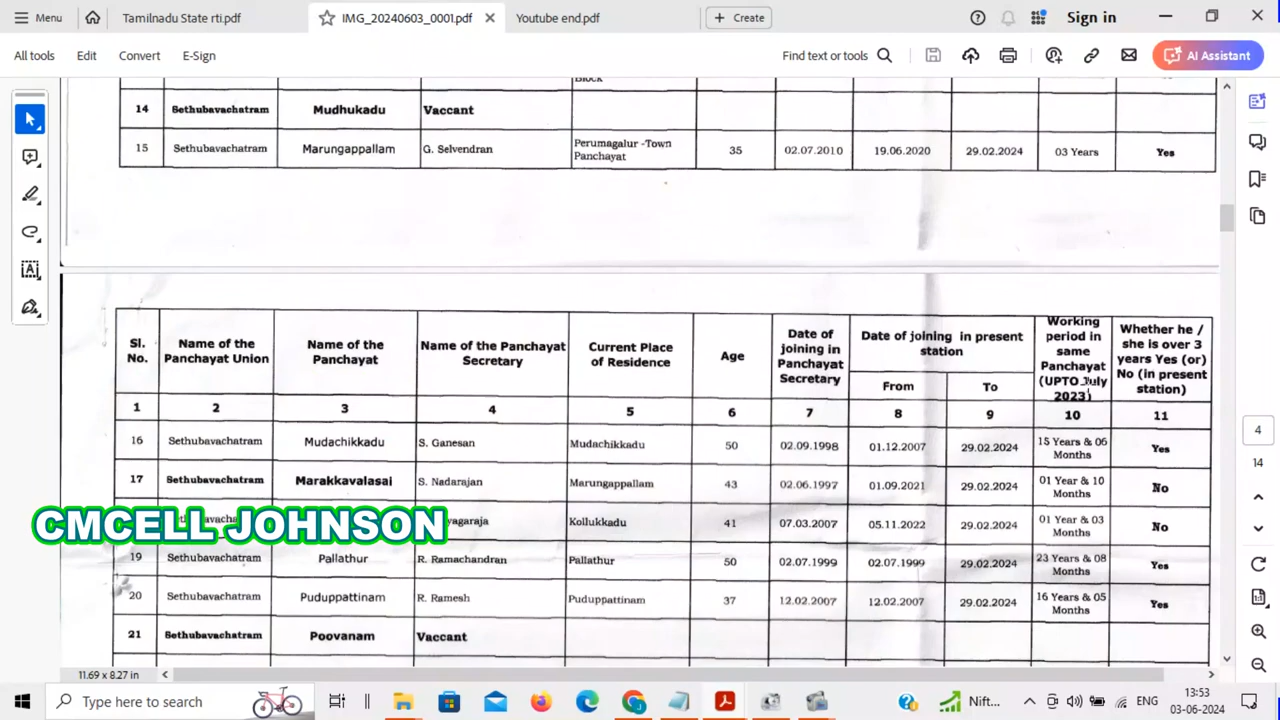 Menu Tamilnadu State rti.pdf IMG_20240603_0001.pdf Youtube end.pdf Create Sign in
All tools Edit Convert E-Sign Find text or tools AI Assistant
Block
14 Sethubavachatram Mudhukadu Vaccant
15 Sethubavachatram Marungappallam G. Selvendran Perumagalur -Town Panchayat 35 02.07.2010 19.06.2020 29.02.2024 03 Years Yes
Sl. No. Name of the Panchayat Union Name of the Panchayat Name of the Panchayat Secretary Current Place of Residence Age Date of joining in Panchayat Secretary Date of joining in present station From To Working period in same Panchayat (UPTO July 2023) Whether he / she is over 3 years Yes (or) No (in present station)
1 2 3 4 5 6 7 8 9 10 11
16 Sethubavachatram Mudachikkadu S. Ganesan Mudachikkadu 50 02.09.1998 01.12.2007 29.02.2024 15 Years & 06 Months Yes
17 Sethubavachatram Marakkavalasai S. Nadarajan Marungappallam 43 02.06.1997 01.09.2021 29.02.2024 01 Year & 10 Months No
CMCELL JOHNSON
Kollukkadu 41 07.03.2007 05.11.2022 29.02.2024 01 Year & 03 Months No
19 Sethubavachatram Pallathur R. Ramachandran Pallathur 50 02.07.1999 02.07.1999 29.02.2024 23 Years & 08 Months Yes
20 Sethubavachatram Puduppattinam R. Ramesh Puduppattinam 37 12.02.2007 12.02.2007 29.02.2024 16 Years & 05 Months Yes
21 Sethubavachatram Poovanam Vaccant
4
14
11.69 x 8.27 in
Type here to search Nift... ENG 13:53
03-06-2024